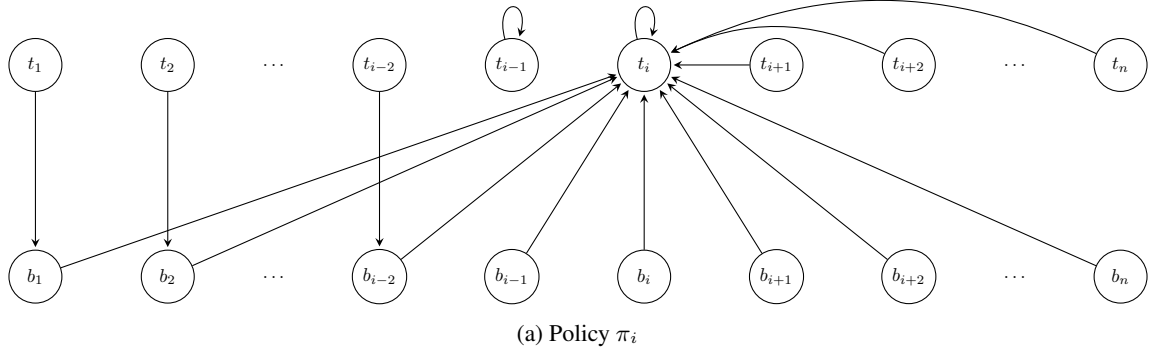 t₁ t₂ ⋯ tᵢ₋₂ tᵢ₋₁ tᵢ tᵢ₊₁ tᵢ₊₂ ⋯ tₙ
b₁ b₂ ⋯ bᵢ₋₂ bᵢ₋₁ bᵢ bᵢ₊₁ bᵢ₊₂ ⋯ bₙ
(a) Policy πᵢ